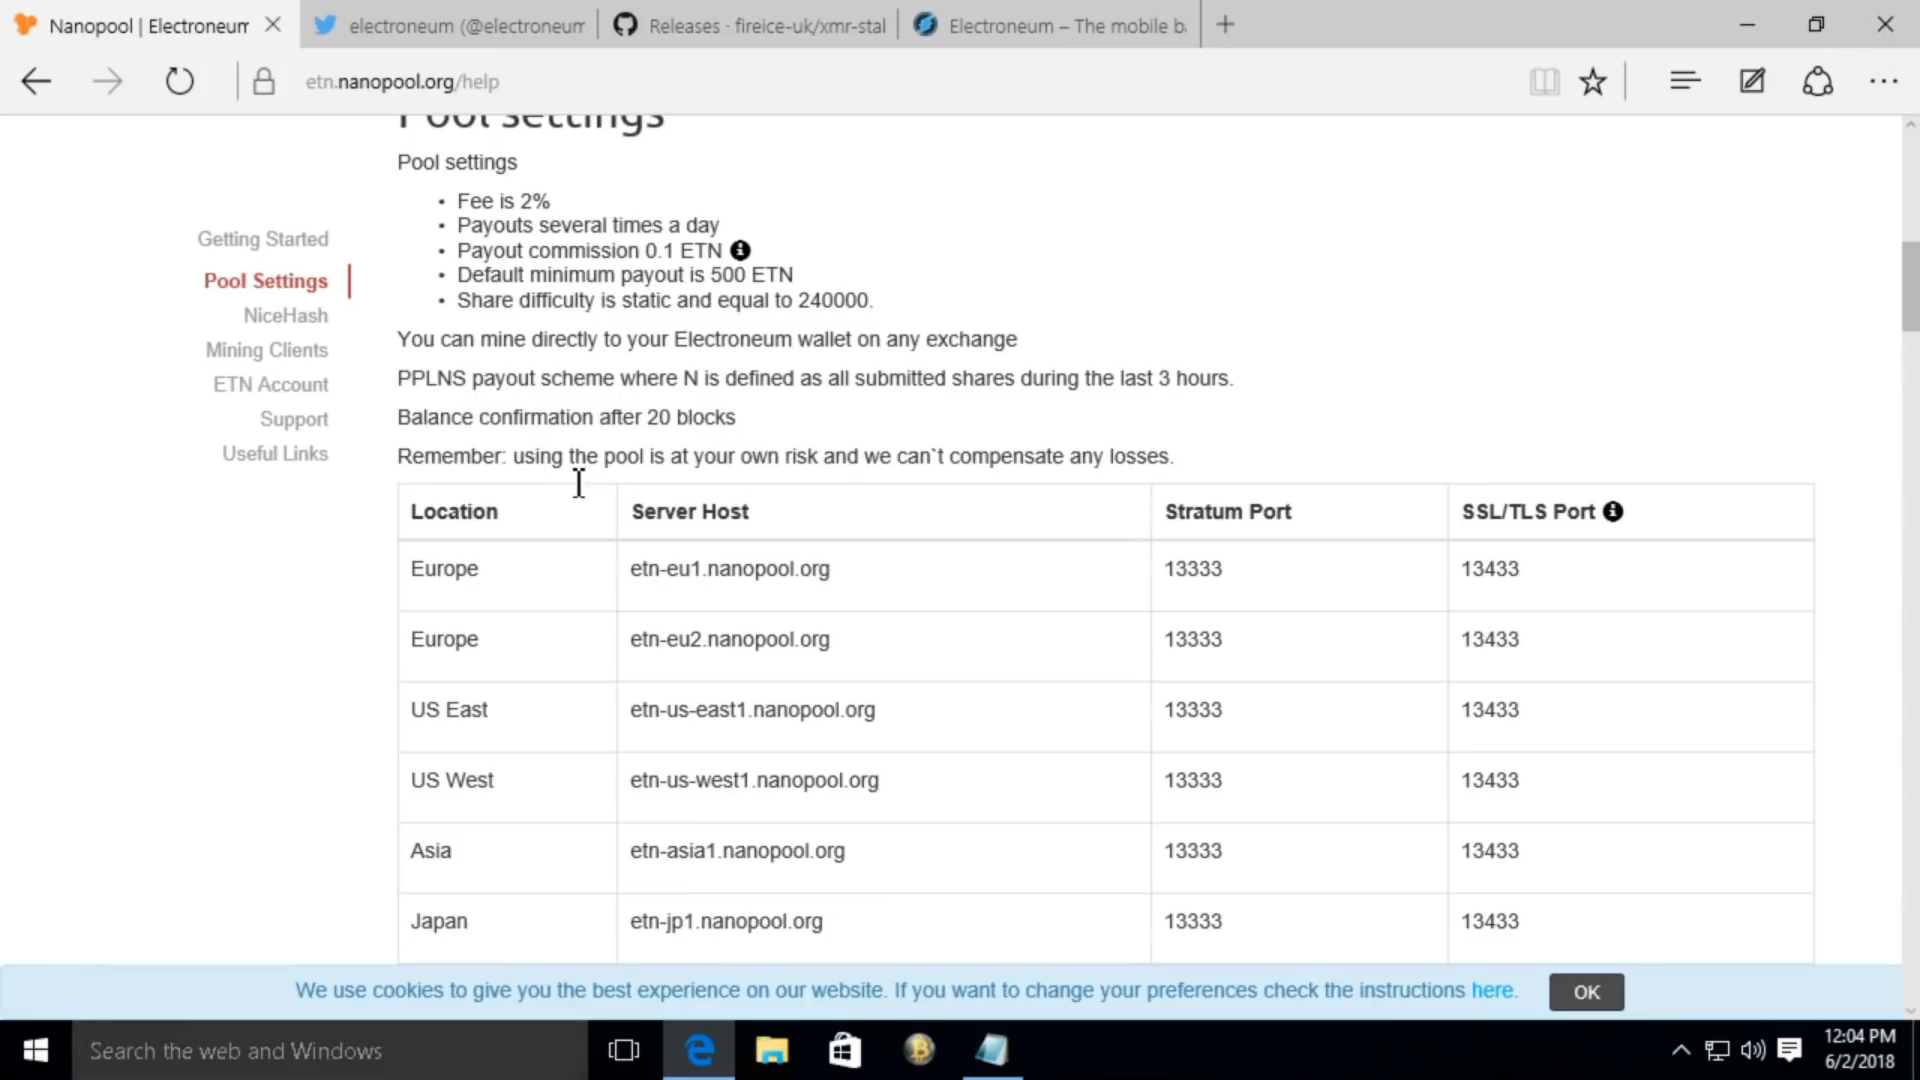 Nanopool | Electroneum
electroneum (@electroneum
Releases · fireice-uk/xmr-stal
Electroneum – The mobile b
etn.nanopool.org/help
Pool settings
Pool settings
• Fee is 2%
• Payouts several times a day
• Payout commission 0.1 ETN
• Default minimum payout is 500 ETN
• Share difficulty is static and equal to 240000.
You can mine directly to your Electroneum wallet on any exchange
PPLNS payout scheme where N is defined as all submitted shares during the last 3 hours.
Balance confirmation after 20 blocks
Remember: using the pool is at your own risk and we can`t compensate any losses.
Getting Started
Pool Settings
NiceHash
Mining Clients
ETN Account
Support
Useful Links
Location Server Host Stratum Port SSL/TLS Port
Europe etn-eu1.nanopool.org 13333 13433
Europe etn-eu2.nanopool.org 13333 13433
US East etn-us-east1.nanopool.org 13333 13433
US West etn-us-west1.nanopool.org 13333 13433
Asia etn-asia1.nanopool.org 13333 13433
Japan etn-jp1.nanopool.org 13333 13433
We use cookies to give you the best experience on our website. If you want to change your preferences check the instructions here. OK
Search the web and Windows
12:04 PM
6/2/2018